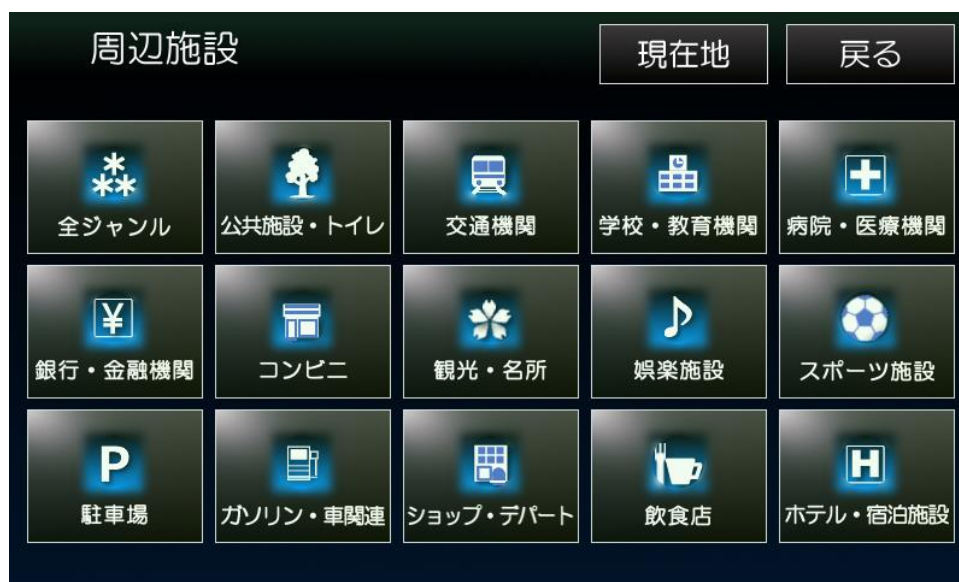 周辺施設
現在地
戻る
全ジャンル
公共施設・トイレ
交通機関
学校・教育機関
病院・医療機関
¥
銀行・金融機関
コンビニ
観光・名所
娯楽施設
スポーツ施設
P
駐車場
ガソリン・車関連
ショップ・デパート
飲食店
H
ホテル・宿泊施設